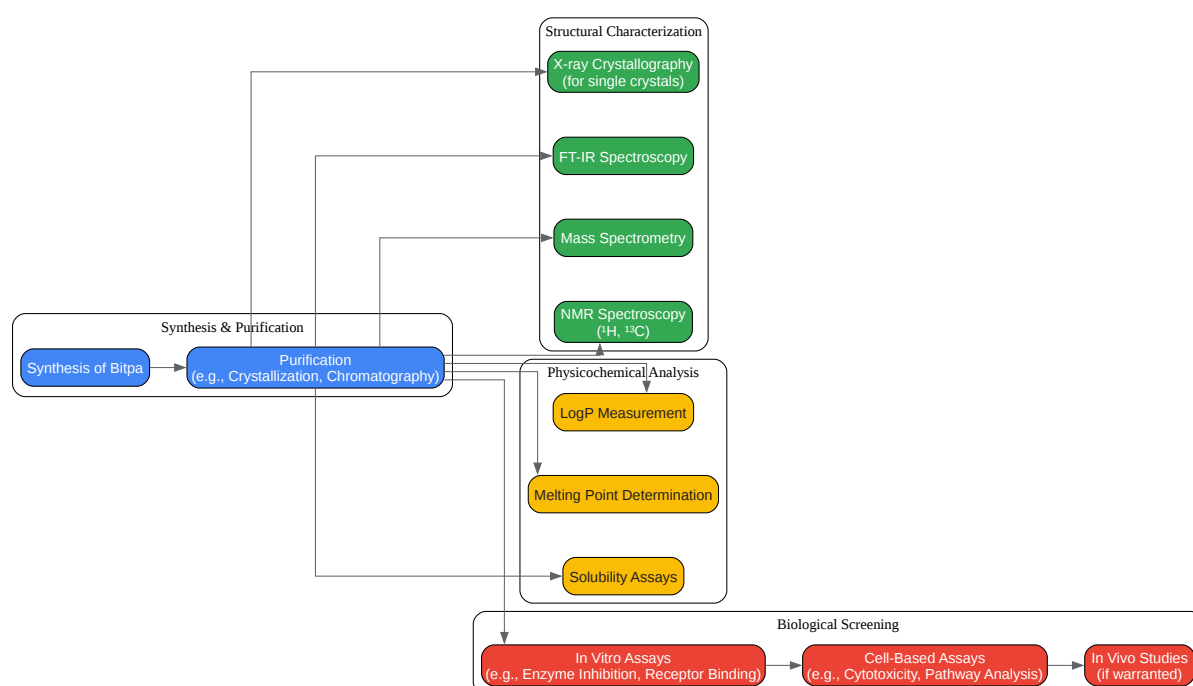 Structural Characterization
X-ray Crystallography
(for single crystals)
FT-IR Spectroscopy
Mass Spectrometry
NMR Spectroscopy
(¹H, ¹³C)
Synthesis & Purification
Synthesis of Bitpa
Purification
(e.g., Crystallization, Chromatography)
Physicochemical Analysis
LogP Measurement
Melting Point Determination
Solubility Assays
Biological Screening
In Vitro Assays
(e.g., Enzyme Inhibition, Receptor Binding)
Cell-Based Assays
(e.g., Cytotoxicity, Pathway Analysis)
In Vivo Studies
(if warranted)